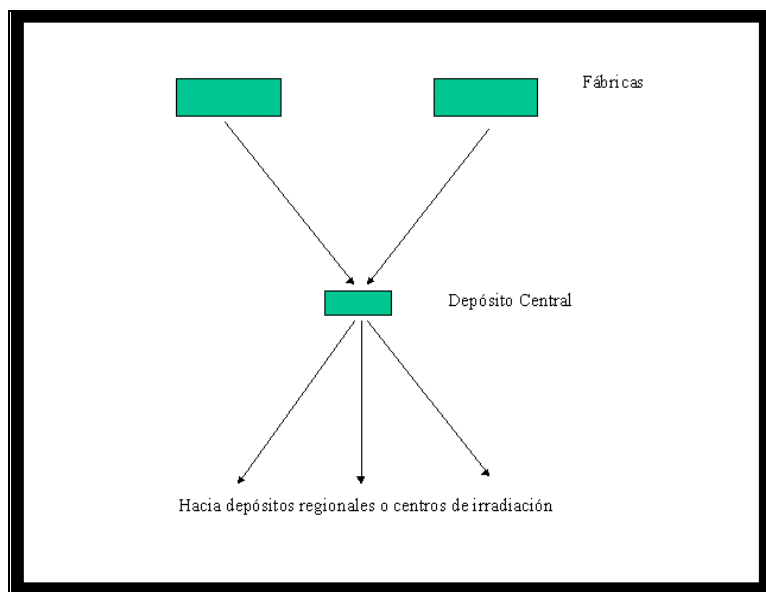 Fábricas
Depósito Central
Hacia depósitos regionales o centros de irradiación